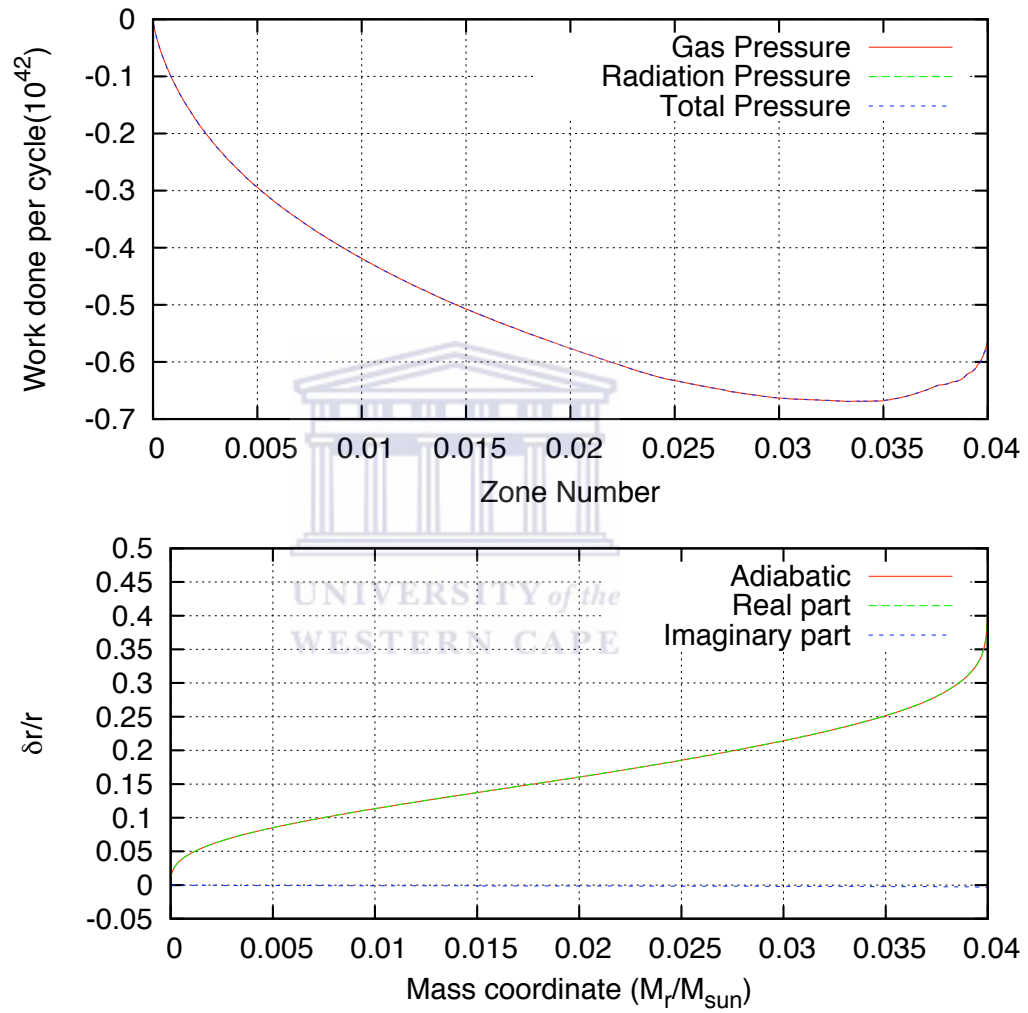 Work done per cycle(10^42)
0
-0.1
-0.2
-0.3
-0.4
-0.5
-0.6
-0.7
Gas Pressure
Radiation Pressure
Total Pressure
0 0.005 0.01 0.015 0.02 0.025 0.03 0.035 0.04
Zone Number
UNIVERSITY of the
WESTERN CAPE
δr/r
0.5
0.45
0.4
0.35
0.3
0.25
0.2
0.15
0.1
0.05
0
-0.05
Adiabatic
Real part
Imaginary part
0 0.005 0.01 0.015 0.02 0.025 0.03 0.035 0.04
Mass coordinate (M_r/M_sun)